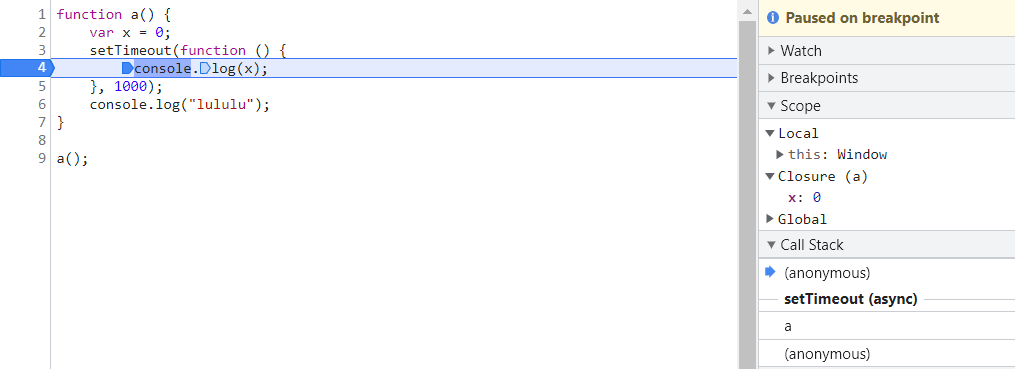 1 function a() {
2 var x = 0;
3 setTimeout(function () {
4 console.log(x);
5 }, 1000);
6 console.log("lululu");
7 }
8
9 a();
Paused on breakpoint
Watch
Breakpoints
Scope
Local
this: Window
Closure (a)
x: 0
Global
Call Stack
(anonymous)
setTimeout (async)
a
(anonymous)